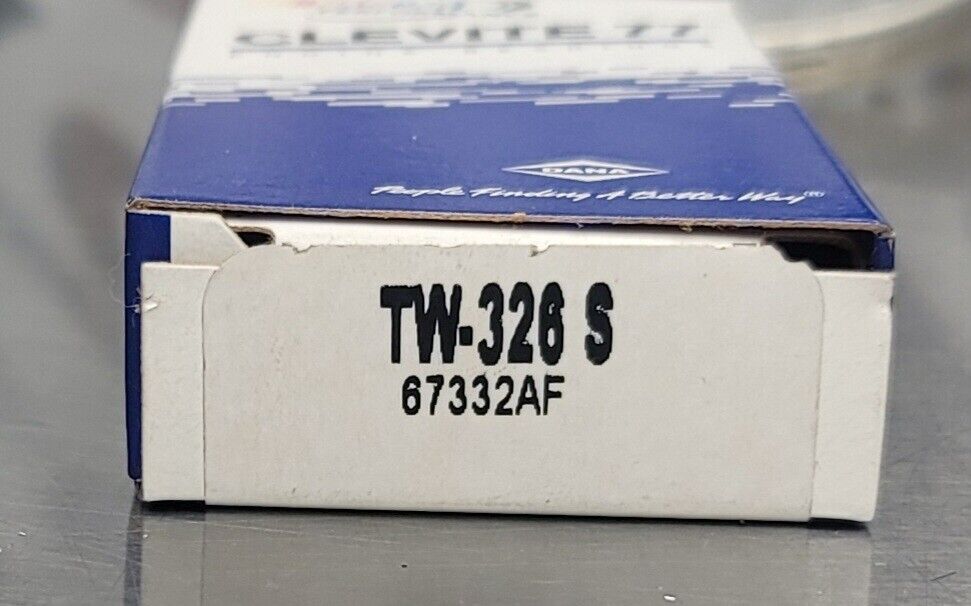 CLEVITE 77
DANA
People Finding A Better Way®
TW-326 S
67332AF